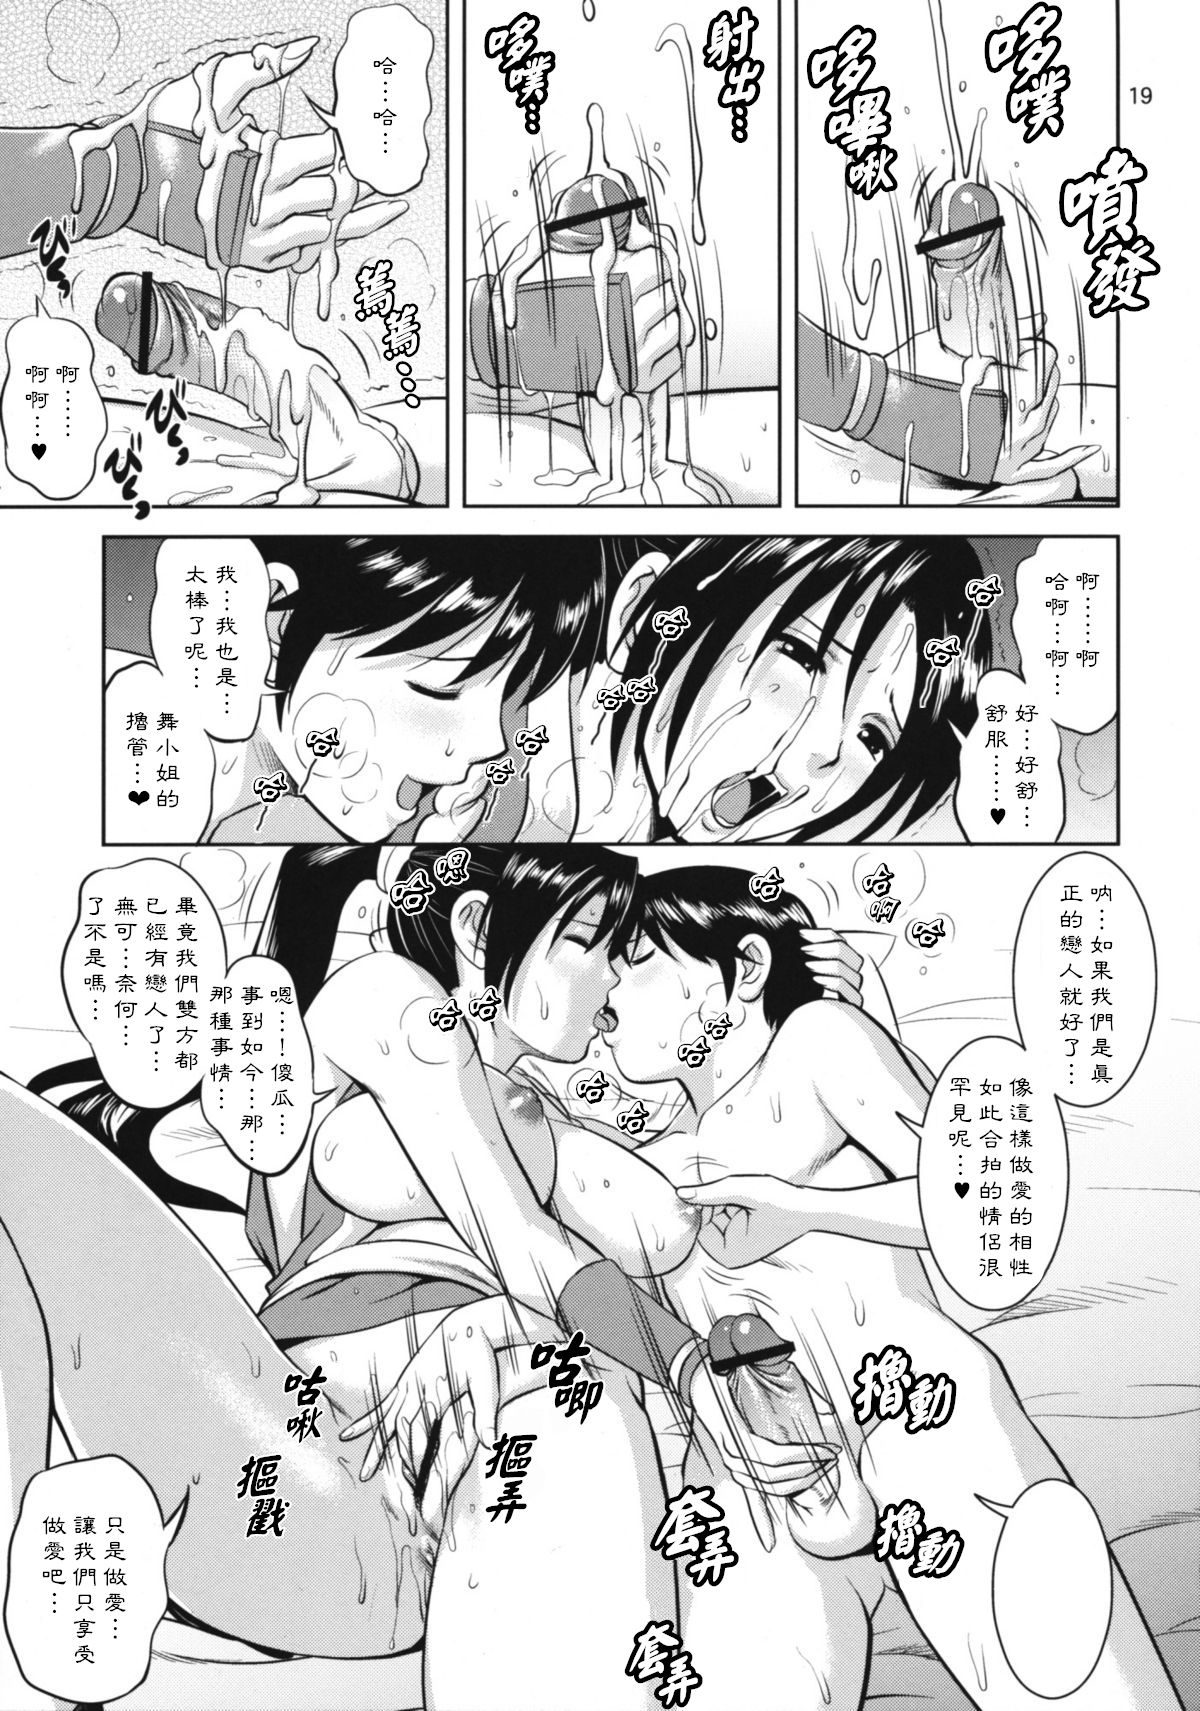 19
噴發
哆噗
哆嗶啾
射出…
哆噗…
哈…哈…
蔫蔫…
びくっ
びくっ
びくっ
啊……
啊啊…♥
啊……啊
哈啊啊…
好…好舒…
舒服……♥
我…我也是…
太棒了呢…
舞小姐的
擼管…♥
吶…如果我們是真
正的戀人就好了…
像這樣做愛的相性
如此合拍的情侶很
罕見呢…♥
嗯…!傻瓜…
事到如今…那…
那種事情…
畢竟我們雙方都
已經有戀人了…
無可…奈何…
了不是嗎…
擼動
擼動
套弄
套弄
咕唧
摳弄
咕啾
摳戳
只是做愛…
讓我們只享受
做愛吧…